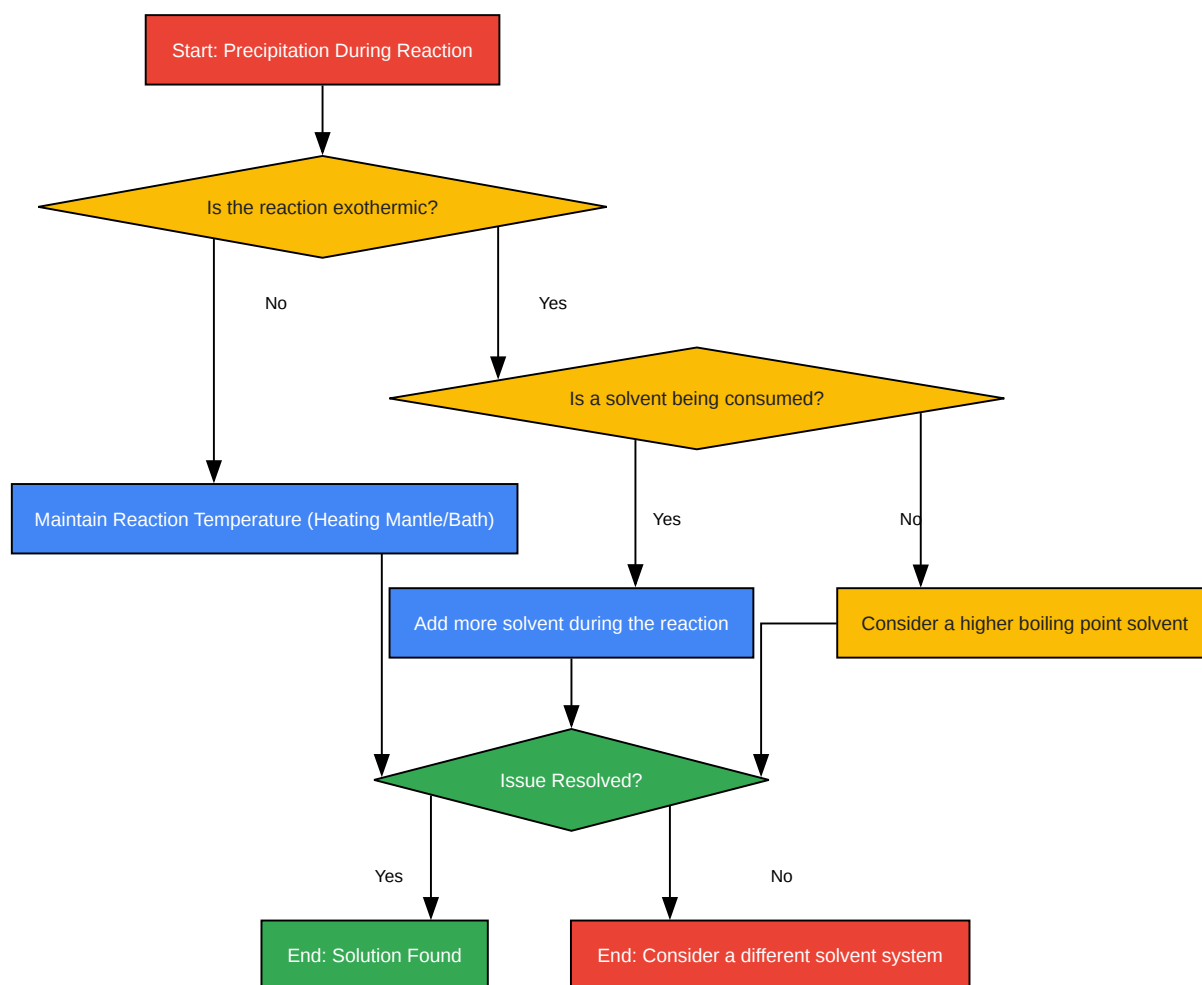 Start: Precipitation During Reaction
Is the reaction exothermic?
No
Yes
Is a solvent being consumed?
Maintain Reaction Temperature (Heating Mantle/Bath)
Yes
No
Add more solvent during the reaction
Consider a higher boiling point solvent
Issue Resolved?
Yes
No
End: Solution Found
End: Consider a different solvent system